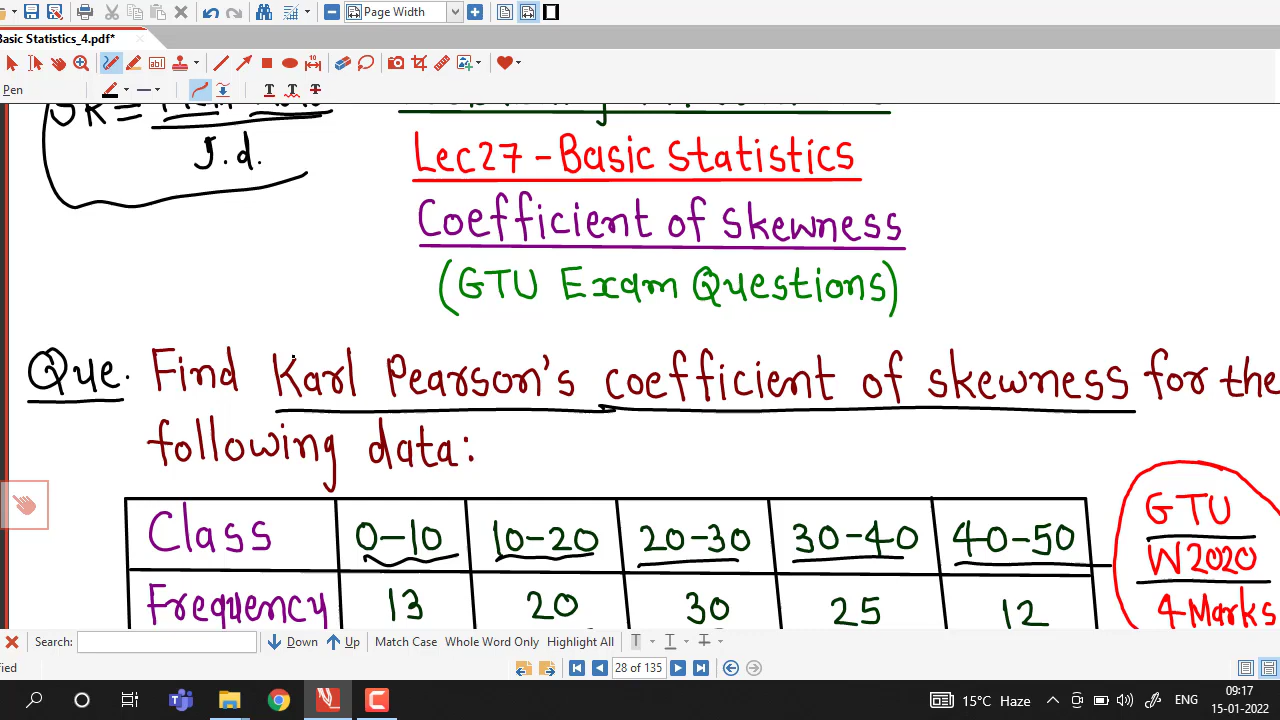 Page Width
Basic Statistics_4.pdf*
Pen
SK =
S.d.
Lec27 - Basic Statistics
Coefficient of Skewness
(GTU Exam Questions)
Que. Find Karl Pearson's coefficient of skewness for the
following data:
Class 0-10 10-20 20-30 30-40 40-50
Frequency 13 20 30 25 12
GTU
W2020
4 Marks
Search: Down Up Match Case Whole Word Only Highlight All T T T
fied
28 of 135
15°C Haze ENG 09:17
15-01-2022